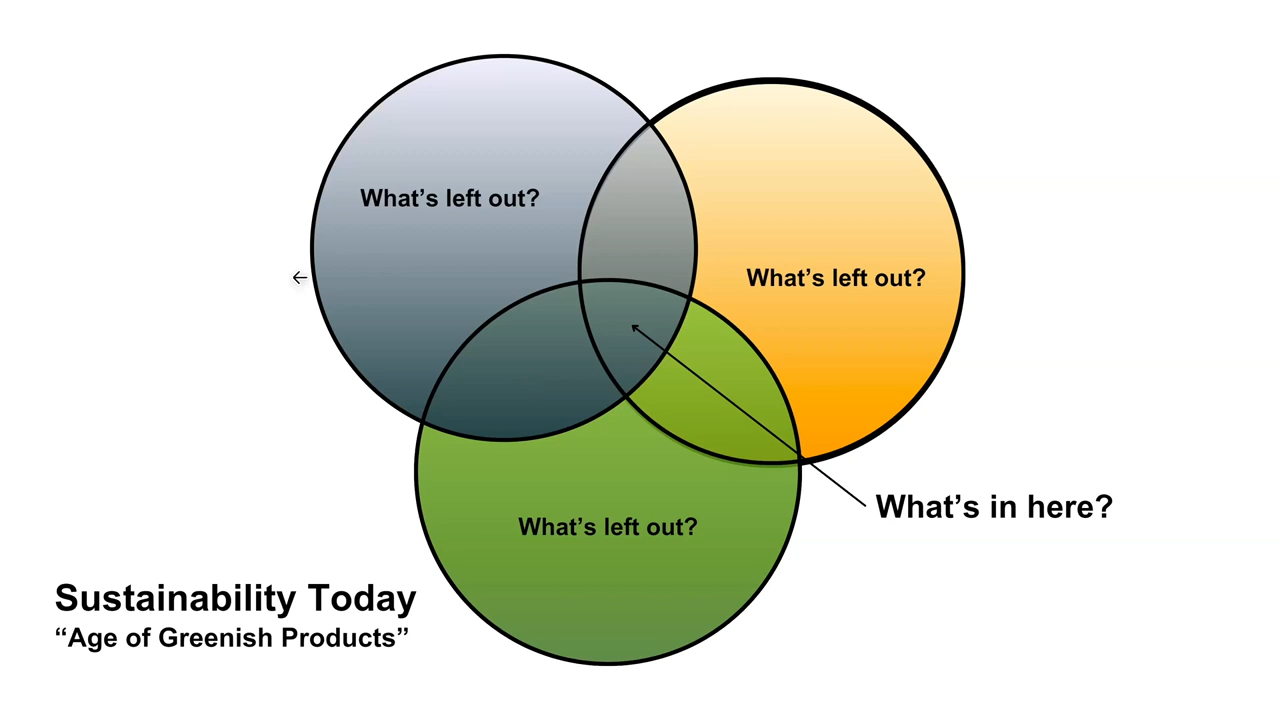 What’s left out?
What’s left out?
What’s in here?
What’s left out?
Sustainability Today
“Age of Greenish Products”